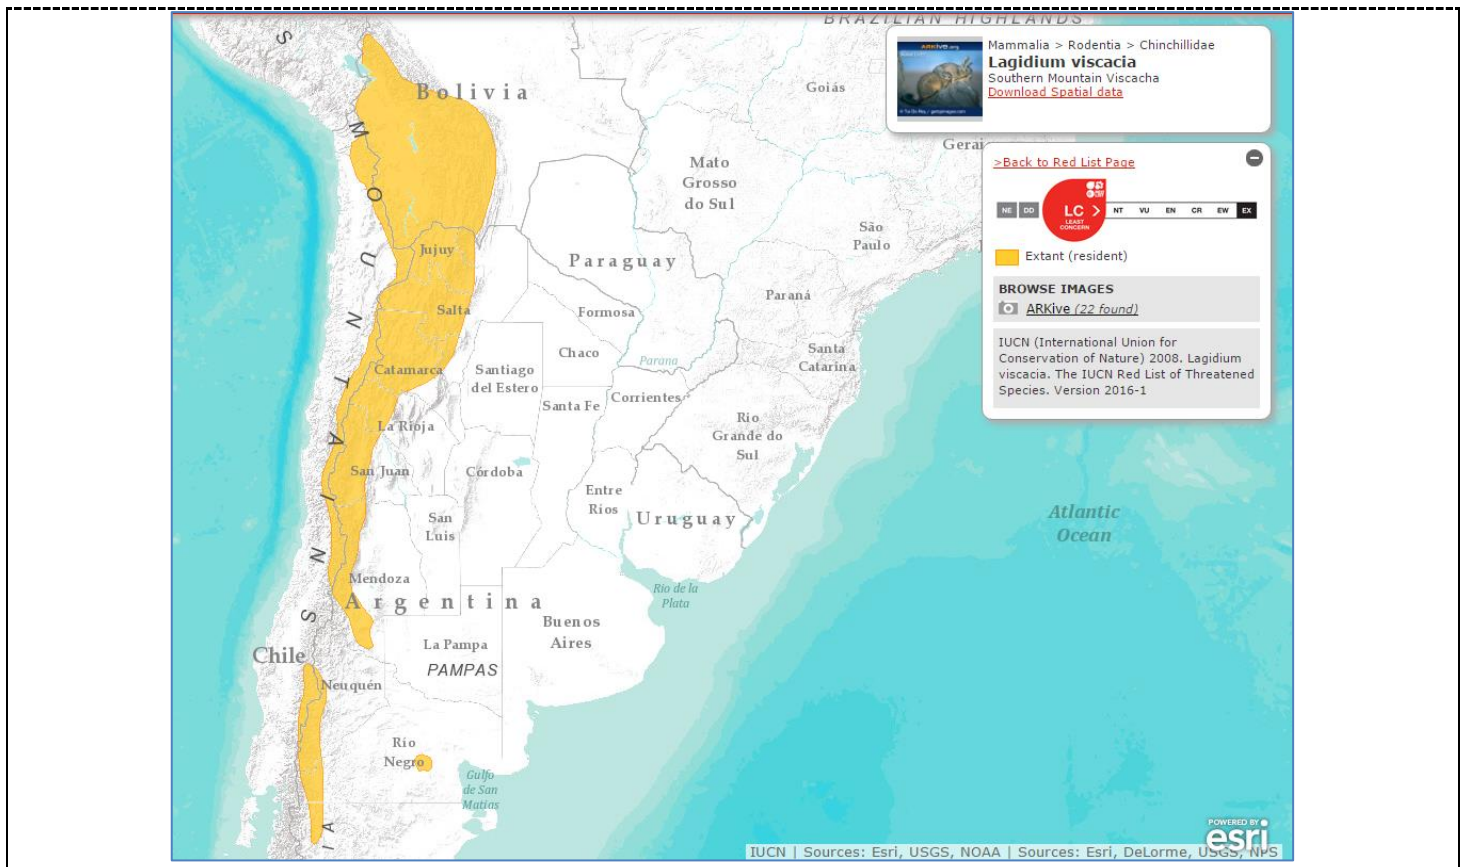 BRAZILIAN HIGHLANDS
S
M
O
U
N
T
A
I
N
S
Bolivia
Goiás
Gerai
Mato
Grosso
do Sul
São
Paulo
Jujuy
Paraguay
Paraná
Salta
Formosa
Chaco
Parana
Santa
Catarina
Catamarca
Santiago
del Estero
Santa Fe
Corrientes
La Rioja
Rio
Grande do
Sul
San Juan
Córdoba
Entre
Ríos
Uruguay
San
Luis
Atlantic
Ocean
Mendoza
Argentina
Rio de la
Plata
Buenos
Aires
Chile
La Pampa
PAMPAS
Neuquén
Río
Negro
Gulfo
de San
Matias
A
I
ARKive.org
Mammalia > Rodentia > Chinchillidae
Lagidium viscacia
Southern Mountain Viscacha
Download Spatial data
>Back to Red List Page
NE DD LC NT VU EN CR EW EX
LEAST
CONCERN
Extant (resident)
BROWSE IMAGES
ARKive (22 found)
IUCN (International Union for
Conservation of Nature) 2008. Lagidium
viscacia. The IUCN Red List of Threatened
Species. Version 2016-1
POWERED BY
esri
IUCN | Sources: Esri, USGS, NOAA | Sources: Esri, DeLorme, USGS, NPS